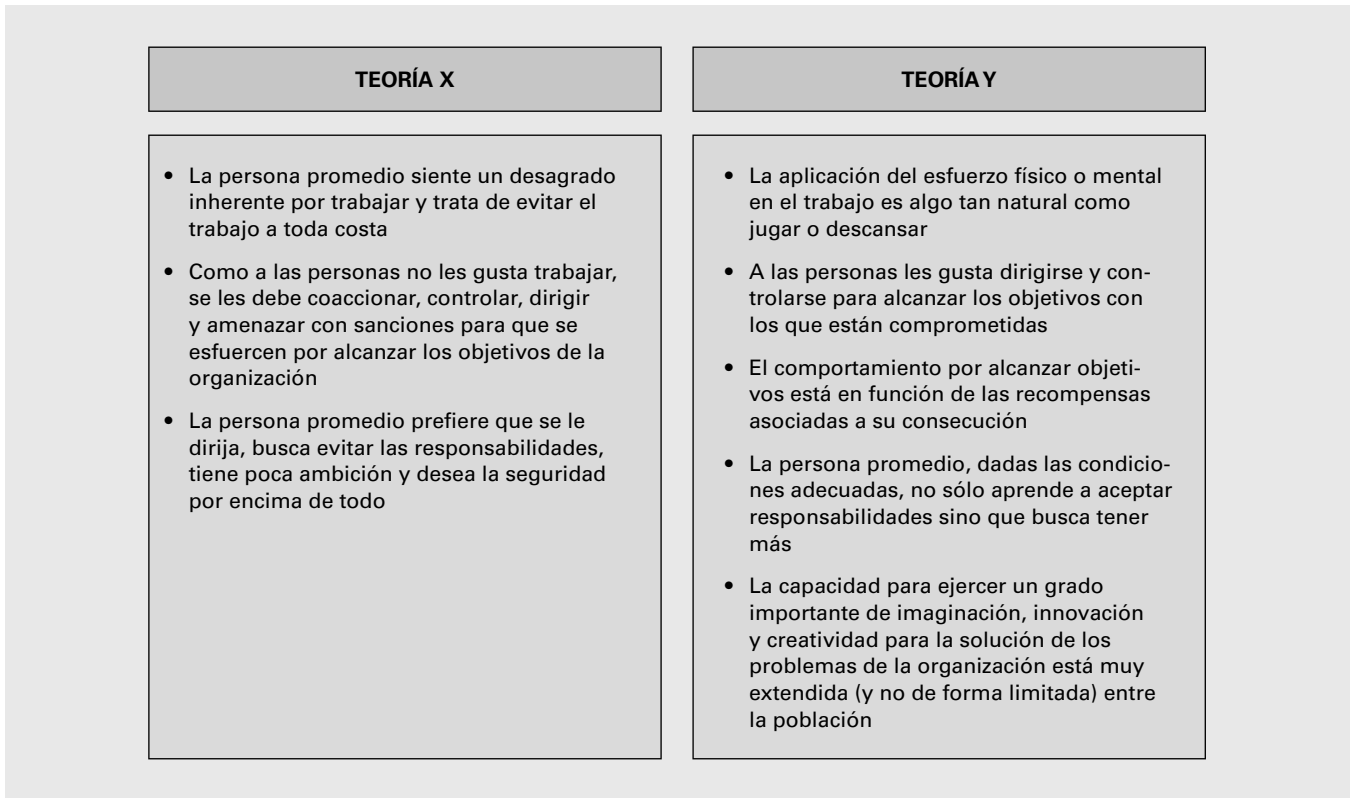 TEORÍA X
• La persona promedio siente un desagrado
inherente por trabajar y trata de evitar el
trabajo a toda costa
• Como a las personas no les gusta trabajar,
se les debe coaccionar, controlar, dirigir
y amenazar con sanciones para que se
esfuercen por alcanzar los objetivos de la
organización
• La persona promedio prefiere que se le
dirija, busca evitar las responsabilidades,
tiene poca ambición y desea la seguridad
por encima de todo
TEORÍA Y
• La aplicación del esfuerzo físico o mental
en el trabajo es algo tan natural como
jugar o descansar
• A las personas les gusta dirigirse y con-
trolarse para alcanzar los objetivos con
los que están comprometidas
• El comportamiento por alcanzar objeti-
vos está en función de las recompensas
asociadas a su consecución
• La persona promedio, dadas las condicio-
nes adecuadas, no sólo aprende a aceptar
responsabilidades sino que busca tener
más
• La capacidad para ejercer un grado
importante de imaginación, innovación
y creatividad para la solución de los
problemas de la organización está muy
extendida (y no de forma limitada) entre
la población